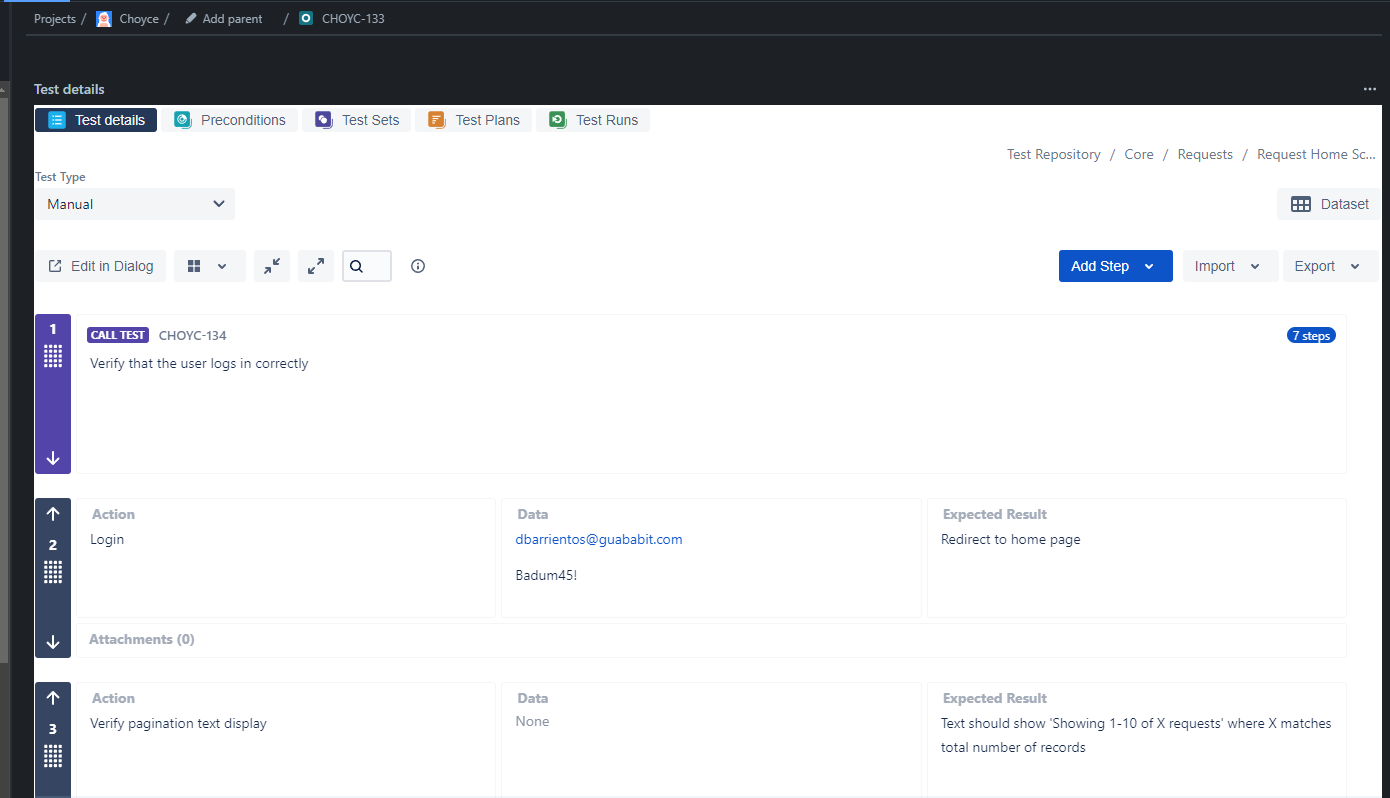 Projects / Choyce / Add parent / CHOYC-133
Test details
Test details Preconditions Test Sets Test Plans Test Runs
Test Repository / Core / Requests / Request Home Sc...
Test Type
Manual
Dataset
Edit in Dialog
Add Step Import Export
1
CALL TEST CHOYC-134
7 steps
Verify that the user logs in correctly
2
Action Data Expected Result
Login dbarrientos@guababit.com Redirect to home page
Badum45!
Attachments (0)
3
Action Data Expected Result
Verify pagination text display None Text should show 'Showing 1-10 of X requests' where X matches
total number of records